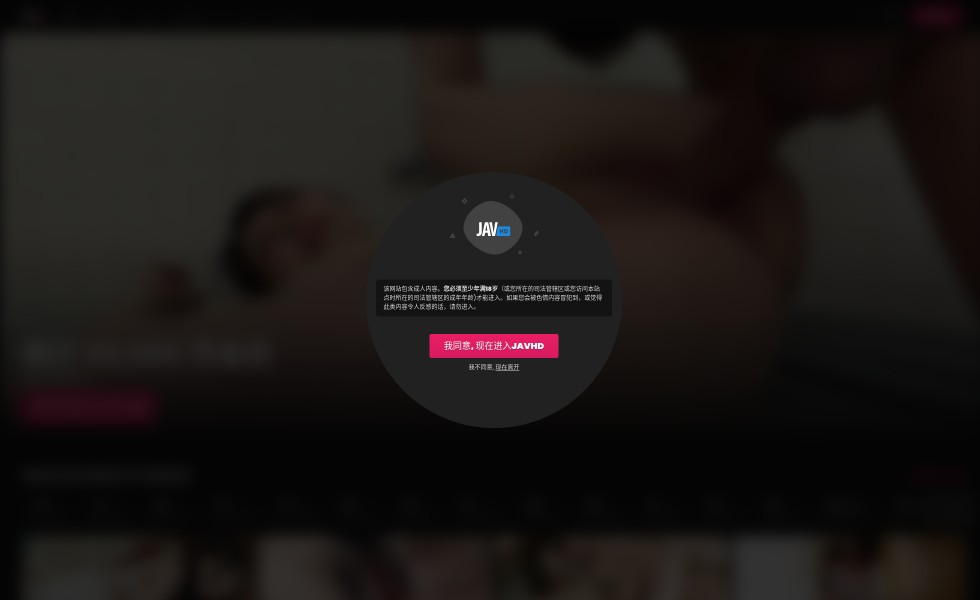 JAV HD
该网站包含成人内容。您必须至少年满18岁（或您所在的司法管辖区或您访问本站
点时所在的司法管辖区的成年年龄)才能进入。如果您会被色情内容冒犯到，或觉得
此类内容令人反感的话，请勿进入。
我同意, 现在进入JAVHD
我不同意, 现在离开